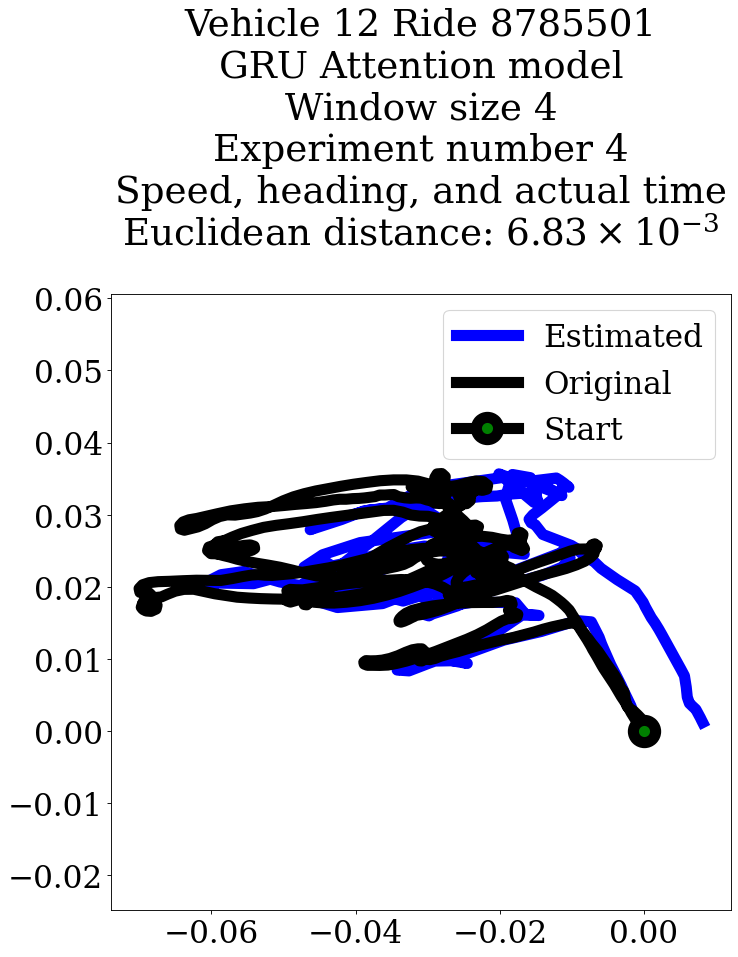 Vehicle 12 Ride 8785501
GRU Attention model
Window size 4
Experiment number 4
Speed, heading, and actual time
Euclidean distance: 6.83 × 10⁻³
Estimated
Original
Start
0.06
0.05
0.04
0.03
0.02
0.01
0.00
−0.01
−0.02
−0.06 −0.04 −0.02 0.00